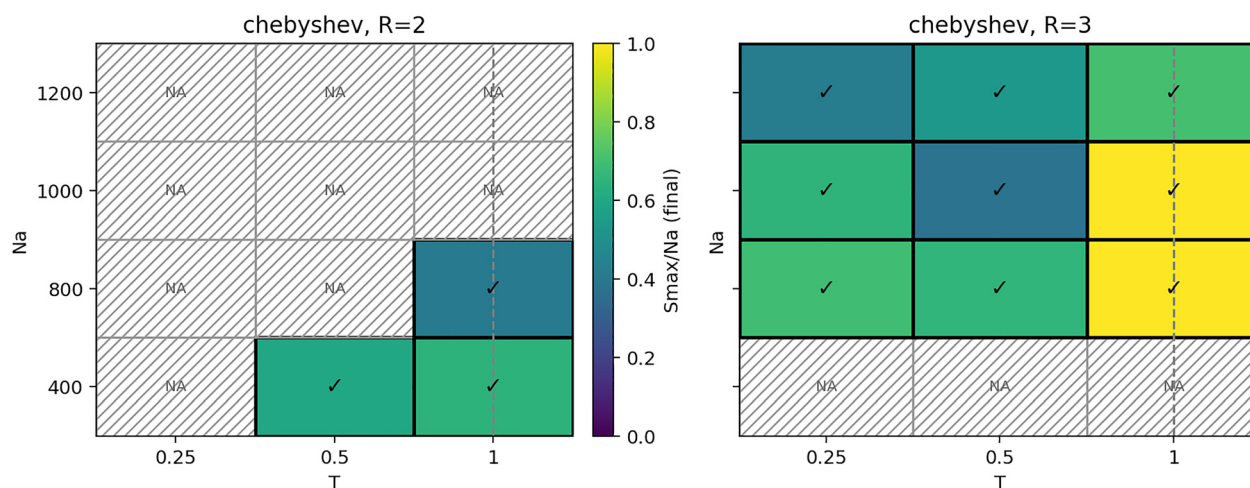 chebyshev, R=2
Na
1200
1000
800
400
NA NA NA
NA NA NA
NA NA ✓
NA ✓ ✓
0.25 0.5 1
T
1.0
0.8
0.6
0.4
0.2
0.0
Smax/Na (final)
chebyshev, R=3
Na
✓ ✓ ✓
✓ ✓ ✓
✓ ✓ ✓
NA NA NA
0.25 0.5 1
T